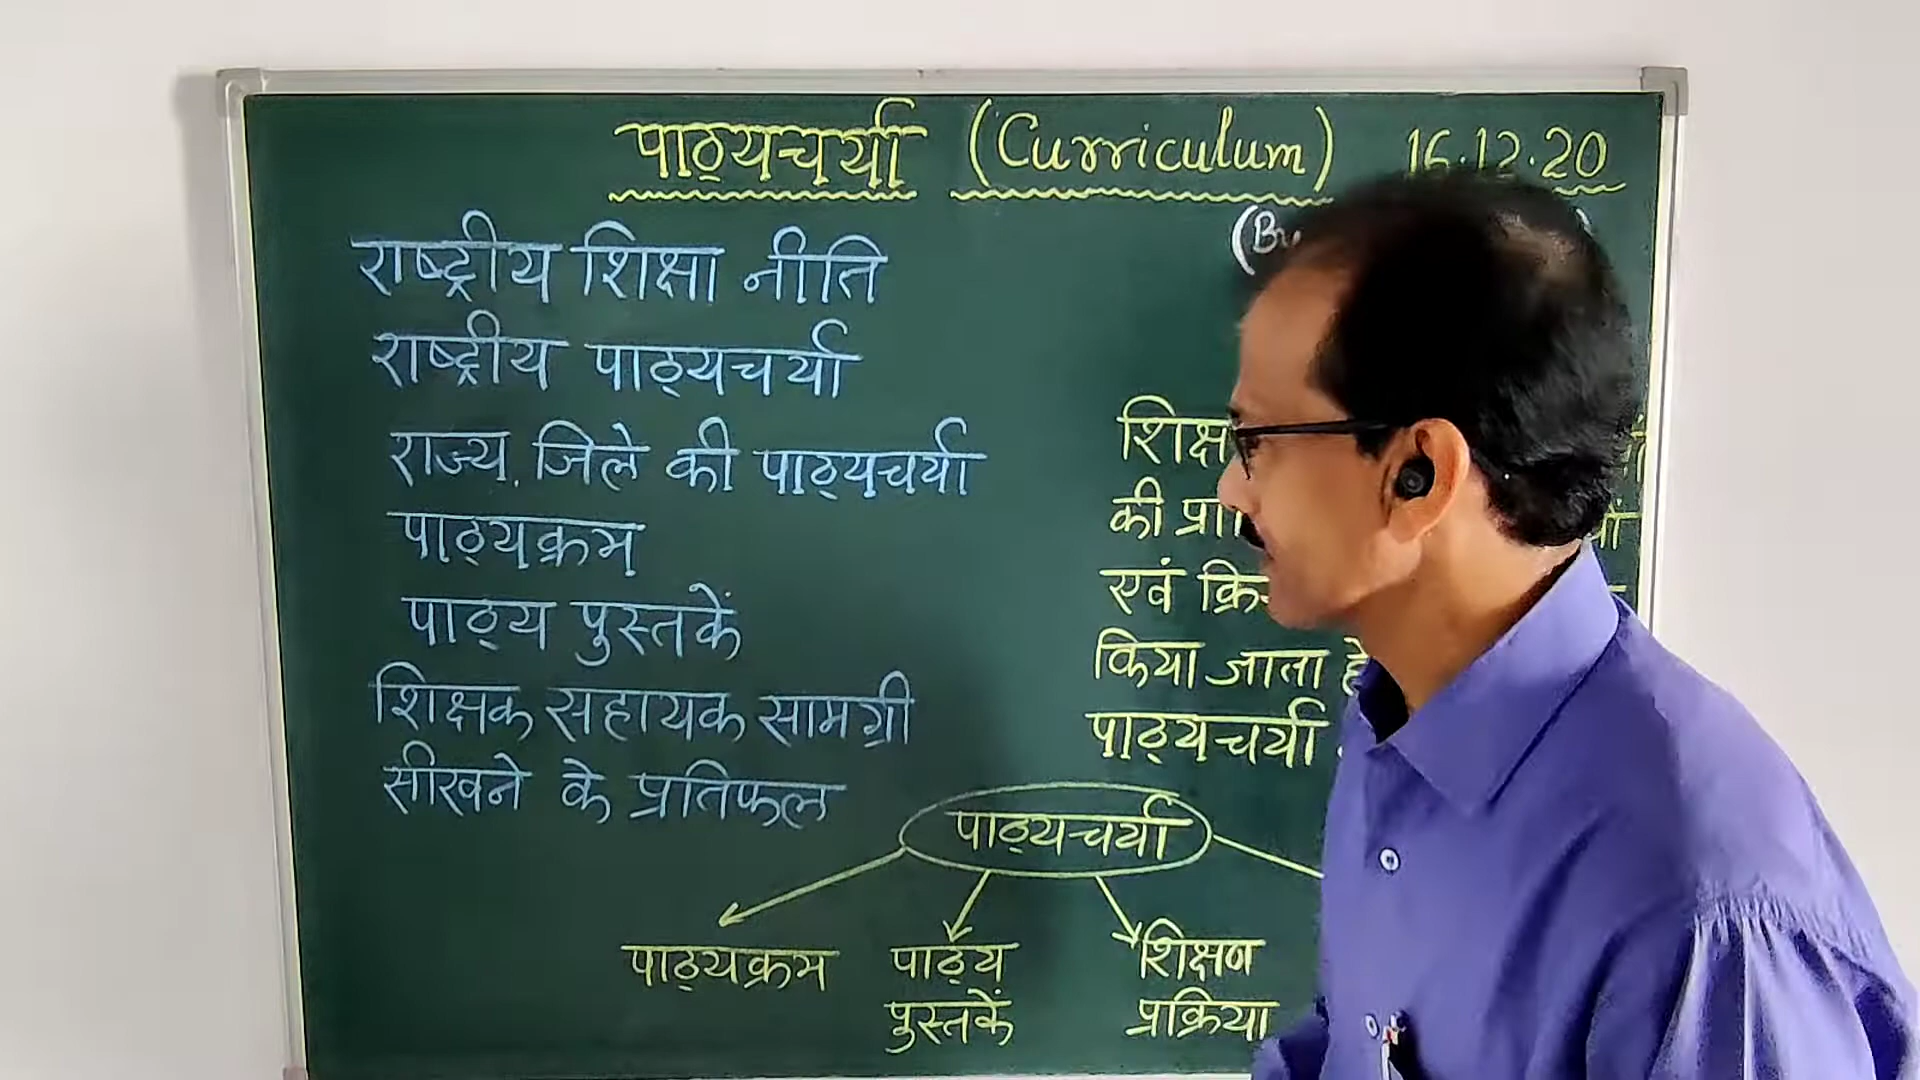 पाठ्यचर्या (Curriculum) 16.12.20
राष्ट्रीय शिक्षा नीति
राष्ट्रीय पाठ्यचर्या
राज्य, जिले की पाठ्यचर्या
पाठ्यक्रम
पाठ्य पुस्तकें
शिक्षक सहायक सामग्री
सीखने के प्रतिफल
की
एवं
किया जाता
पाठ्यचर्या
पाठ्यचर्या
पाठ्यक्रम
पाठ्य
पुस्तकें
शिक्षण
प्रक्रिया